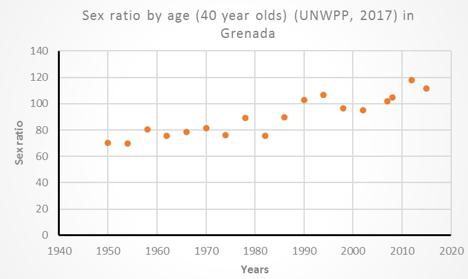 Sex ratio by age (40 year olds) (UNWPP, 2017) in
Grenada
140
120
100
80
60
40
20
0
Sex ratio
1940 1950 1960 1970 1980 1990 2000 2010 2020
Years